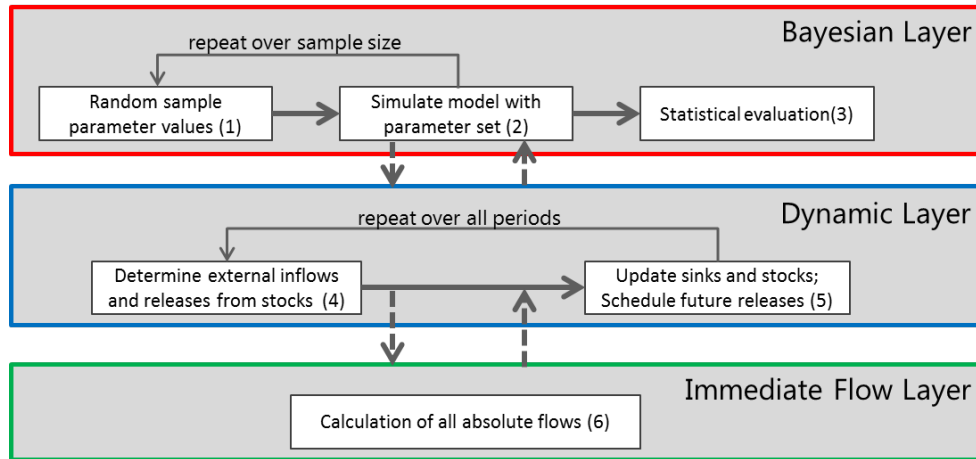 Bayesian Layer
repeat over sample size
Random sample
parameter values (1)
Simulate model with
parameter set (2)
Statistical evaluation(3)
Dynamic Layer
repeat over all periods
Determine external inflows
and releases from stocks (4)
Update sinks and stocks;
Schedule future releases (5)
Immediate Flow Layer
Calculation of all absolute flows (6)